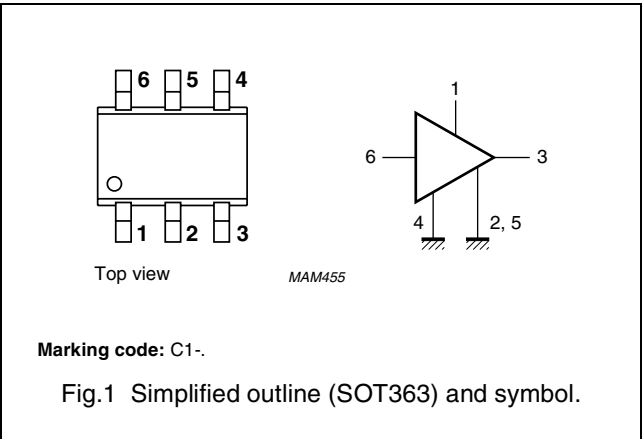 6 5 4
1 2 3
Top view
1
6 3
4 2, 5
MAM455
Marking code: C1-.
Fig.1 Simplified outline (SOT363) and symbol.